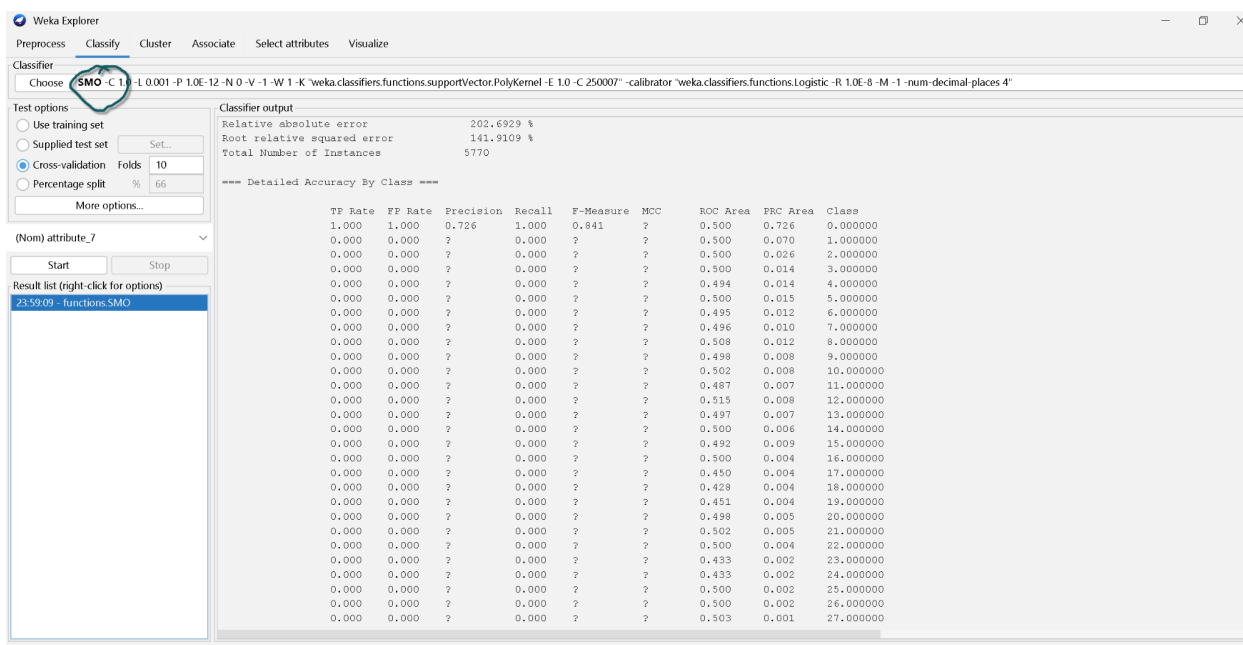 Weka Explorer
Preprocess Classify Cluster Associate Select attributes Visualize
Classifier
Choose SMO -C 1.0 -L 0.001 -P 1.0E-12 -N 0 -V -1 -W 1 -K "weka.classifiers.functions.supportVector.PolyKernel -E 1.0 -C 250007" -calibrator "weka.classifiers.functions.Logistic -R 1.0E-8 -M -1 -num-decimal-places 4"
Test options
Use training set
Supplied test set Set...
Cross-validation Folds 10
Percentage split % 66
More options...
(Nom) attribute_7
Start Stop
Result list (right-click for options)
23:59:09 - functions.SMO
Classifier output
Relative absolute error 202.6929 %
Root relative squared error 141.9109 %
Total Number of Instances 5770
=== Detailed Accuracy By Class ===
TP Rate FP Rate Precision Recall F-Measure MCC ROC Area PRC Area Class
1.000 1.000 0.726 1.000 0.841 ? 0.500 0.726 0.000000
0.000 0.000 ? 0.000 ? ? 0.500 0.070 1.000000
0.000 0.000 ? 0.000 ? ? 0.500 0.026 2.000000
0.000 0.000 ? 0.000 ? ? 0.500 0.014 3.000000
0.000 0.000 ? 0.000 ? ? 0.494 0.014 4.000000
0.000 0.000 ? 0.000 ? ? 0.500 0.015 5.000000
0.000 0.000 ? 0.000 ? ? 0.495 0.012 6.000000
0.000 0.000 ? 0.000 ? ? 0.496 0.010 7.000000
0.000 0.000 ? 0.000 ? ? 0.508 0.012 8.000000
0.000 0.000 ? 0.000 ? ? 0.498 0.008 9.000000
0.000 0.000 ? 0.000 ? ? 0.502 0.008 10.000000
0.000 0.000 ? 0.000 ? ? 0.487 0.007 11.000000
0.000 0.000 ? 0.000 ? ? 0.515 0.008 12.000000
0.000 0.000 ? 0.000 ? ? 0.497 0.007 13.000000
0.000 0.000 ? 0.000 ? ? 0.500 0.006 14.000000
0.000 0.000 ? 0.000 ? ? 0.492 0.009 15.000000
0.000 0.000 ? 0.000 ? ? 0.500 0.004 16.000000
0.000 0.000 ? 0.000 ? ? 0.450 0.004 17.000000
0.000 0.000 ? 0.000 ? ? 0.428 0.004 18.000000
0.000 0.000 ? 0.000 ? ? 0.451 0.004 19.000000
0.000 0.000 ? 0.000 ? ? 0.498 0.005 20.000000
0.000 0.000 ? 0.000 ? ? 0.502 0.005 21.000000
0.000 0.000 ? 0.000 ? ? 0.500 0.004 22.000000
0.000 0.000 ? 0.000 ? ? 0.433 0.002 23.000000
0.000 0.000 ? 0.000 ? ? 0.433 0.002 24.000000
0.000 0.000 ? 0.000 ? ? 0.500 0.002 25.000000
0.000 0.000 ? 0.000 ? ? 0.500 0.002 26.000000
0.000 0.000 ? 0.000 ? ? 0.503 0.001 27.000000